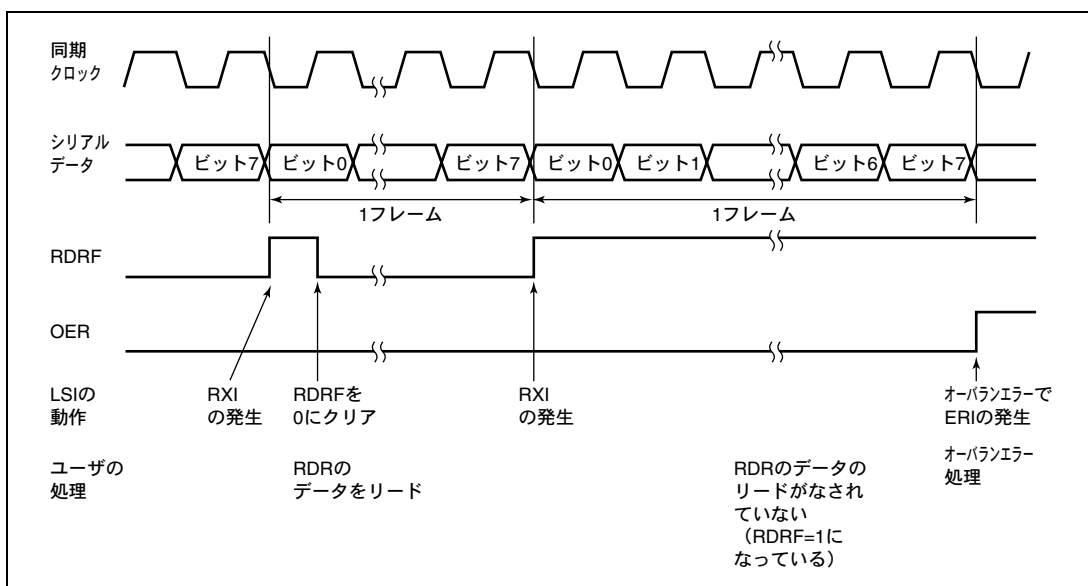 同期
クロック
シリアル
データ
ビット7
ビット0
ビット7
ビット0
ビット1
ビット6
ビット7
1フレーム
1フレーム
RDRF
OER
LSIの
動作
RXI
の発生
RDRFを
0にクリア
RXI
の発生
オーバランエラーで
ERIの発生
ユーザの
処理
RDRの
データをリード
RDRのデータの
リードがなされ
ていない
（RDRF=1に
なっている）
オーバランエラー
処理